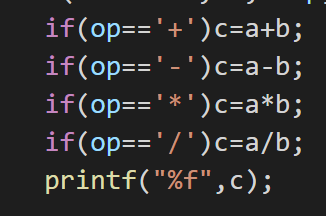 if(op=='+')c=a+b;
if(op=='-')c=a-b;
if(op=='*')c=a*b;
if(op=='/')c=a/b;
printf("%f",c);